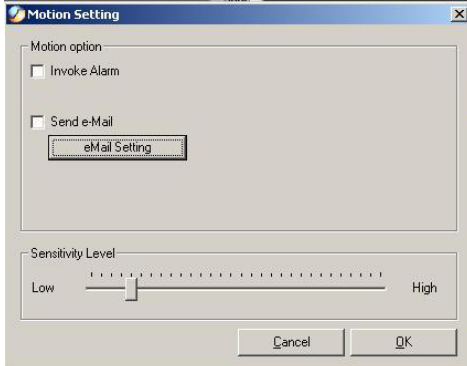 Motion Setting
Motion option
Invoke Alarm
Send e-Mail
eMail Setting
Sensitivity Level
Low High
Cancel OK